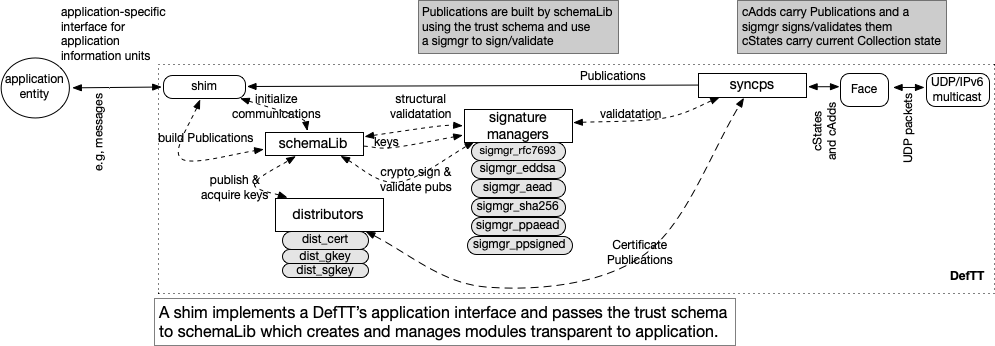 application-specific
interface for
application
information units
Publications are built by schemaLib
using the trust schema and use
a sigmgr to sign/validate
cAdds carry Publications and a
sigmgr signs/validates them
cStates carry current Collection state
application
entity
e.g, messages
shim
Publications
syncps
Face
UDP/IPv6
multicast
cStates
and cAdds
UDP packets
initialize
communications
structural
validatation
signature
managers
validatation
build Publications
schemaLib
keys
sigmgr_rfc7693
sigmgr_eddsa
sigmgr_aead
sigmgr_sha256
sigmgr_ppaead
sigmgr_ppsigned
publish &
acquire keys
crypto sign &
validate pubs
distributors
dist_cert
dist_gkey
dist_sgkey
Certificate
Publications
DefTT
A shim implements a DefTT's application interface and passes the trust schema
to schemaLib which creates and manages modules transparent to application.